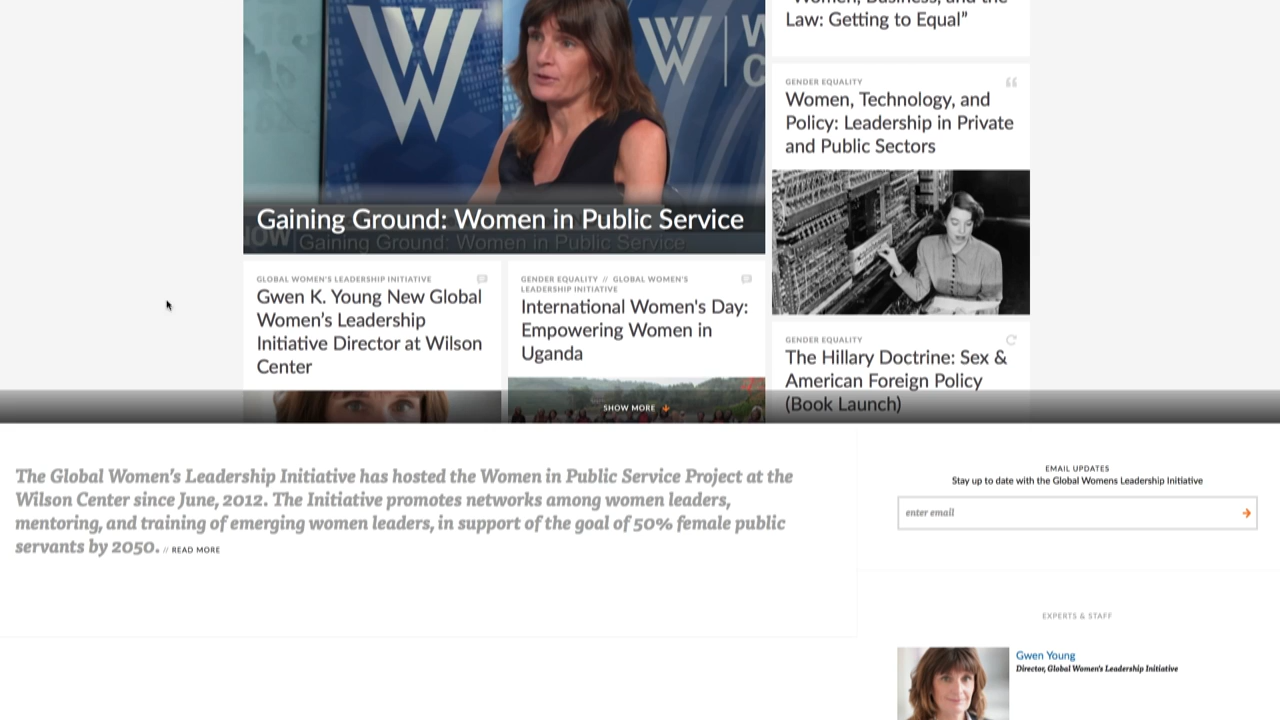 Law: Getting to Equal”
GENDER EQUALITY
Women, Technology, and
Policy: Leadership in Private
and Public Sectors
Gaining Ground: Women in Public Service
Gaining Ground: Women in Public Service
GLOBAL WOMEN'S LEADERSHIP INITIATIVE
Gwen K. Young New Global
Women's Leadership
Initiative Director at Wilson
Center
GENDER EQUALITY // GLOBAL WOMEN'S
LEADERSHIP INITIATIVE
International Women's Day:
Empowering Women in
Uganda
GENDER EQUALITY
The Hillary Doctrine: Sex &
American Foreign Policy
(Book Launch)
SHOW MORE
The Global Women's Leadership Initiative has hosted the Women in Public Service Project at the
Wilson Center since June, 2012. The Initiative promotes networks among women leaders,
mentoring, and training of emerging women leaders, in support of the goal of 50% female public
servants by 2050. // READ MORE
EMAIL UPDATES
Stay up to date with the Global Womens Leadership Initiative
enter email
EXPERTS & STAFF
Gwen Young
Director, Global Women's Leadership Initiative